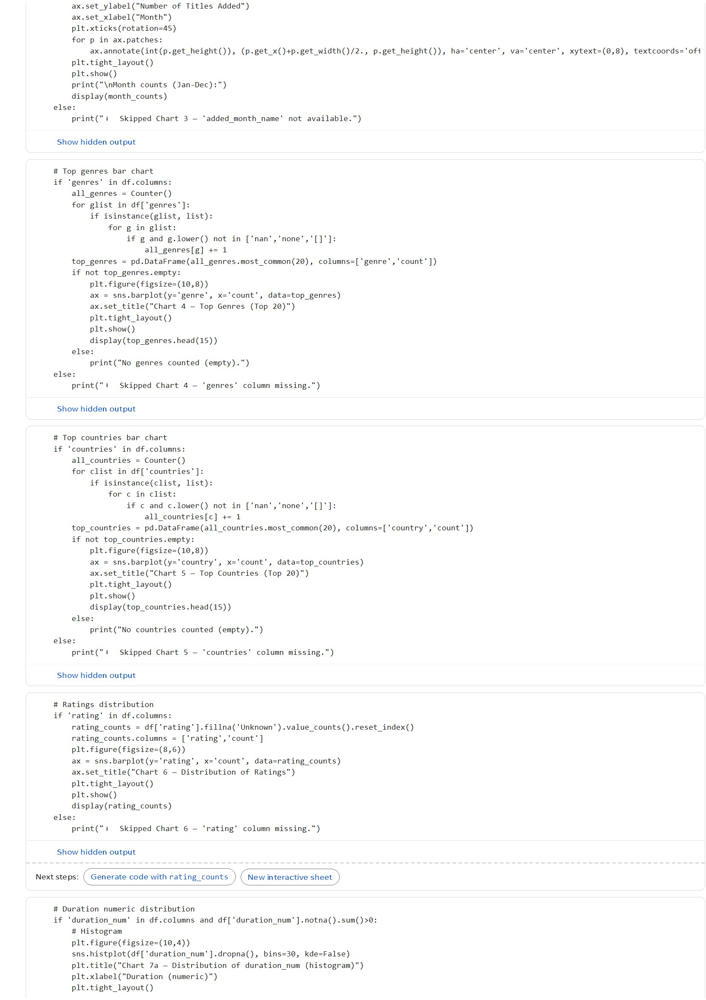 ax.set_ylabel("Number of Titles Added")
    ax.set_xlabel("Month")
    plt.xticks(rotation=45)
    for p in ax.patches:
        ax.annotate(int(p.get_height()), (p.get_x()+p.get_width()/2., p.get_height()), ha='center', va='center', xytext=(0,8), textcoords='off
    plt.tight_layout()
    plt.show()
    print("\nMonth counts (Jan-Dec):")
    display(month_counts)
else:
    print("ℹ  Skipped Chart 3 — 'added_month_name' not available.")
Show hidden output
# Top genres bar chart
if 'genres' in df.columns:
    all_genres = Counter()
    for glist in df['genres']:
        if isinstance(glist, list):
            for g in glist:
                if g and g.lower() not in ['nan','none','[]']:
                    all_genres[g] += 1
    top_genres = pd.DataFrame(all_genres.most_common(20), columns=['genre','count'])
    if not top_genres.empty:
        plt.figure(figsize=(10,8))
        ax = sns.barplot(y='genre', x='count', data=top_genres)
        ax.set_title("Chart 4 — Top Genres (Top 20)")
        plt.tight_layout()
        plt.show()
        display(top_genres.head(15))
    else:
        print("No genres counted (empty).")
else:
    print("ℹ  Skipped Chart 4 — 'genres' column missing.")
Show hidden output
# Top countries bar chart
if 'countries' in df.columns:
    all_countries = Counter()
    for clist in df['countries']:
        if isinstance(clist, list):
            for c in clist:
                if c and c.lower() not in ['nan','none','[]']:
                    all_countries[c] += 1
    top_countries = pd.DataFrame(all_countries.most_common(20), columns=['country','count'])
    if not top_countries.empty:
        plt.figure(figsize=(10,8))
        ax = sns.barplot(y='country', x='count', data=top_countries)
        ax.set_title("Chart 5 — Top Countries (Top 20)")
        plt.tight_layout()
        plt.show()
        display(top_countries.head(15))
    else:
        print("No countries counted (empty).")
else:
    print("ℹ  Skipped Chart 5 — 'countries' column missing.")
Show hidden output
# Ratings distribution
if 'rating' in df.columns:
    rating_counts = df['rating'].fillna('Unknown').value_counts().reset_index()
    rating_counts.columns = ['rating','count']
    plt.figure(figsize=(8,6))
    ax = sns.barplot(y='rating', x='count', data=rating_counts)
    ax.set_title("Chart 6 — Distribution of Ratings")
    plt.tight_layout()
    plt.show()
    display(rating_counts)
else:
    print("ℹ  Skipped Chart 6 — 'rating' column missing.")
Show hidden output
Next steps: Generate code with rating_counts New interactive sheet
# Duration numeric distribution
if 'duration_num' in df.columns and df['duration_num'].notna().sum()>0:
    # Histogram
    plt.figure(figsize=(10,4))
    sns.histplot(df['duration_num'].dropna(), bins=30, kde=False)
    plt.title("Chart 7a — Distribution of duration_num (histogram)")
    plt.xlabel("Duration (numeric)")
    plt.tight_layout()